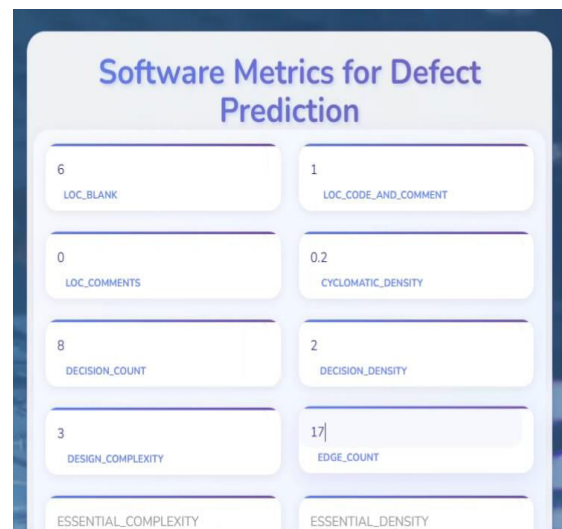 Software Metrics for Defect
Prediction
6
LOC_BLANK
1
LOC_CODE_AND_COMMENT
0
LOC_COMMENTS
0.2
CYCLOMATIC_DENSITY
8
DECISION_COUNT
2
DECISION_DENSITY
3
DESIGN_COMPLEXITY
17
EDGE_COUNT
ESSENTIAL_COMPLEXITY
ESSENTIAL_DENSITY